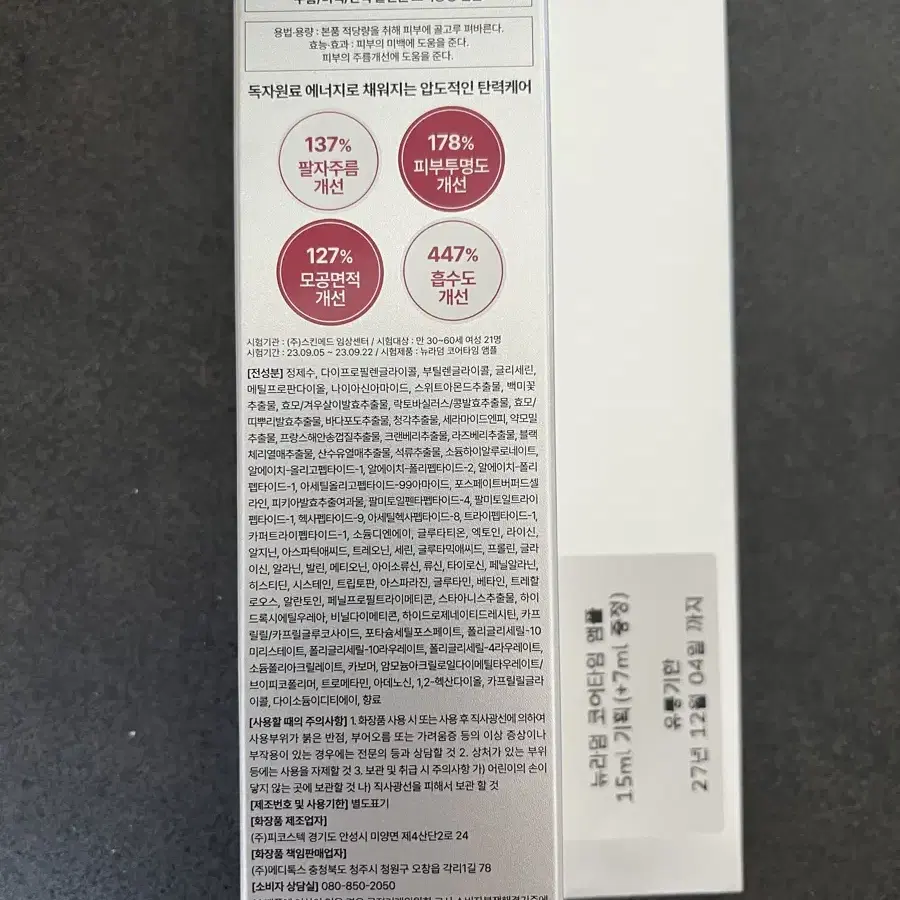 용법·용량 : 본품 적당량을 취해 피부에 골고루 펴바른다.
효능·효과 : 피부의 미백에 도움을 준다.
피부의 주름개선에 도움을 준다.
독자원료 에너지로 채워지는 압도적인 탄력케어
137%
팔자주름
개선
178%
피부투명도
개선
127%
모공면적
개선
447%
흡수도
개선
시험기관 : (주)스킨에드 임상센터 / 시험대상 : 만 30~60세 여성 21명
시험기간 : 23.09.05 ~ 23.09.22 / 시험제품 : 뉴라덤 코어타임 앰플
[전성분] 정제수, 다이프로필렌글라이콜, 부틸렌글라이콜, 글리세린,
메틸프로판다이올, 나이아신아마이드, 스위트아몬드추출물, 백미꽃
추출물, 효모/겨우살이발효추출물, 락토바실러스/콩발효추출물, 효모/
띠뿌리발효추출물, 바다포도추출물, 청각추출물, 세라마이드엔피, 약모밀
추출물, 프랑스해안송껍질추출물, 크랜베리추출물, 라즈베리추출물, 블랙
체리열매추출물, 산수유열매추출물, 석류추출물, 소듐하이알루로네이트,
알에이치-올리고펩타이드-1, 알에이치-폴리펩타이드-2, 알에이치-폴리
펩타이드-1, 아세틸올리고펩타이드-99아마이드, 포스페이트버퍼드셀
라인, 피키아발효추출여과물, 팔미토일펜타펩타이드-4, 팔미토일트라이
펩타이드-1, 헥사펩타이드-9, 아세틸헥사펩타이드-8, 트라이펩타이드-1,
카퍼트라이펩타이드-1, 소듐디엔에이, 글루타티온, 엑토인, 라이신,
알지닌, 아스파틱애씨드, 트레오닌, 세린, 글루타믹애씨드, 프롤린, 글라
이신, 알라닌, 발린, 메티오닌, 아이소류신, 류신, 타이로신, 페닐알라닌,
히스티딘, 시스테인, 트립토판, 아스파라진, 글루타민, 베타인, 트레할
로오스, 알란토인, 페닐프로필트라이메티콘, 스타아니스추출물, 하이
드록시에틸우레아, 비닐다이메티콘, 하이드로제네이티드레시틴, 카프
릴릴/카프릴글루코사이드, 포타슘세틸포스페이트, 폴리글리세릴-10
미리스테이트, 폴리글리세릴-10라우레이트, 폴리글리세릴-4라우레이트,
소듐폴리아크릴레이트, 카보머, 암모늄아크릴로일다이메틸타우레이트/
브이피코폴리머, 트로메타민, 아데노신, 1,2-헥산다이올, 카프릴릴글라
이콜, 다이소듐이디티에이, 향료
[사용할 때의 주의사항] 1. 화장품 사용 시 또는 사용 후 직사광선에 의하여
사용부위가 붉은 반점, 부어오름 또는 가려움증 등의 이상 증상이나
부작용이 있는 경우에는 전문의 등과 상담할 것 2. 상처가 있는 부위
등에는 사용을 자제할 것 3. 보관 및 취급 시 주의사항 가) 어린이의 손이
닿지 않는 곳에 보관할 것 나) 직사광선을 피해서 보관 할 것
[제조번호 및 사용기한] 별도표기
[화장품 제조업자]
(주)피코스텍 경기도 안성시 미양면 제4산단2로 24
[화장품 책임판매업자]
(주)메디톡스 충청북도 청주시 청원구 오창읍 각리1길 78
[소비자 상담실] 080-850-2050
뉴라덤 코어타임 앰플
15ml 기획(+7ml 증정)
유통기한
27년 12월 04일 까지